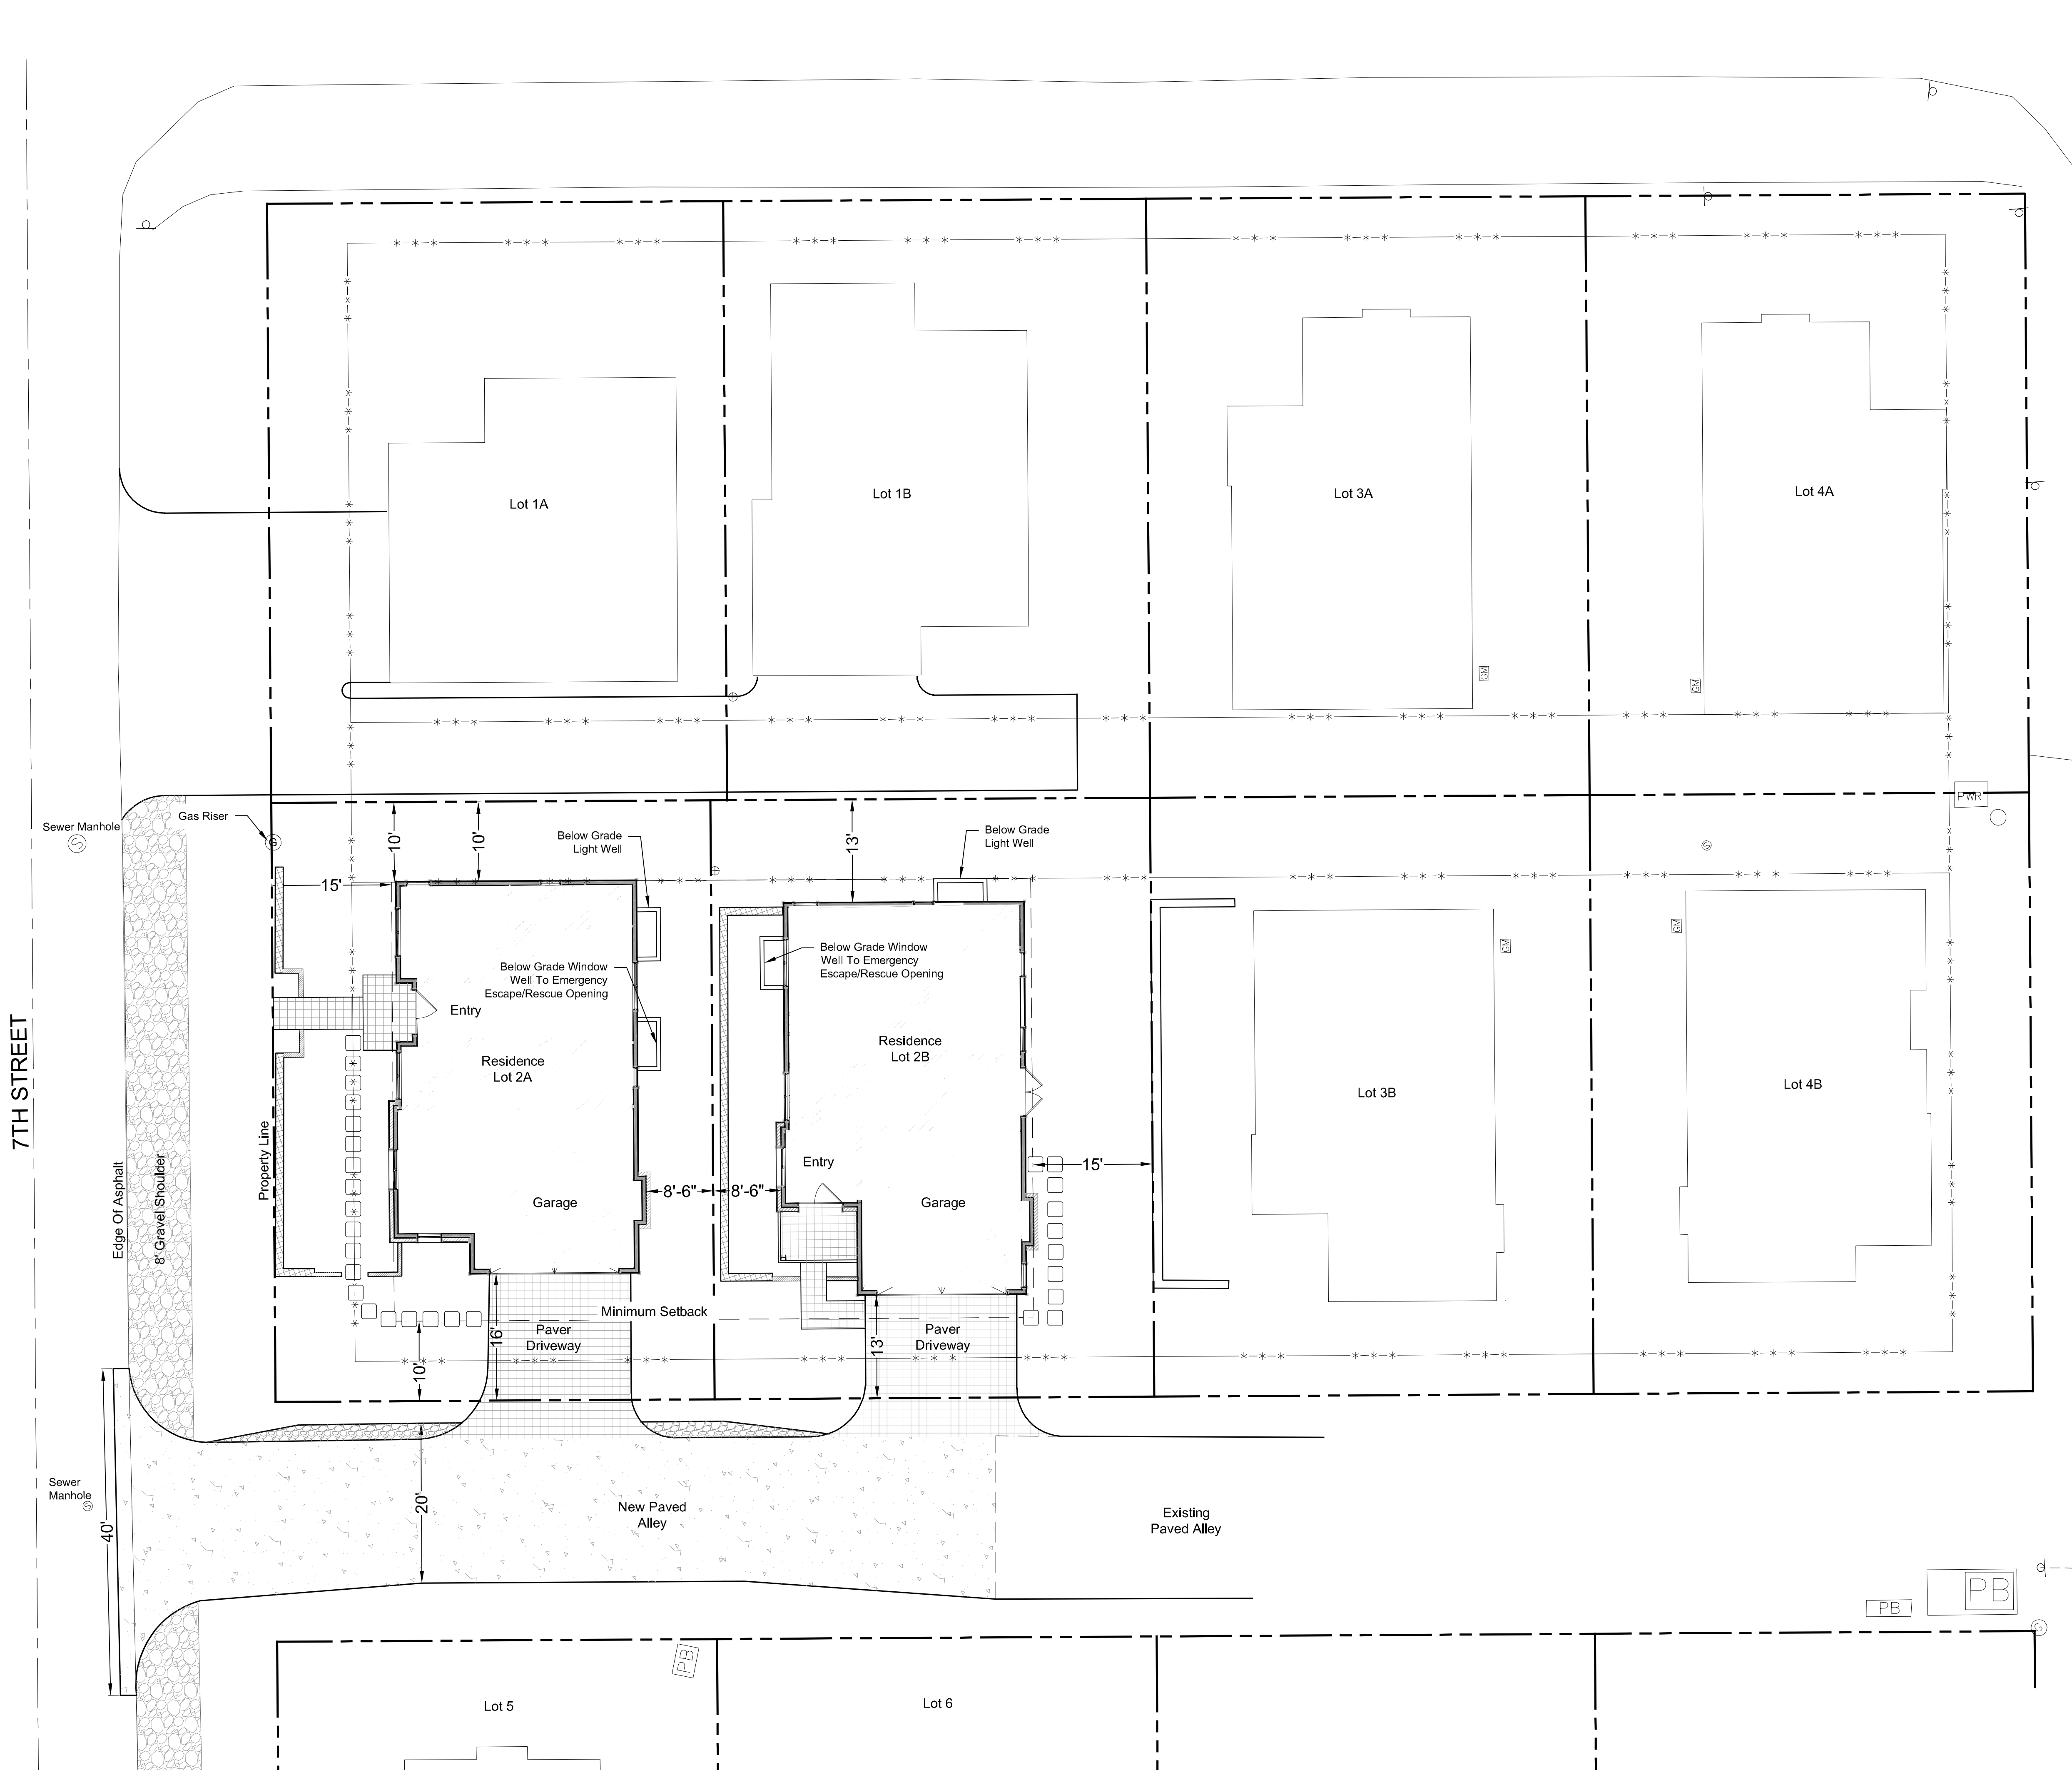 Lot 1A
Lot 1B
Lot 3A
Lot 4A
GM
GM
PWR
Sewer Manhole
S
Gas Riser
G
10'
10'
Below Grade
Light Well
13'
Below Grade
Light Well
S
15'
GM
GM
Below Grade Window
Well To Emergency
Escape/Rescue Opening
Below Grade Window
Well To Emergency
Escape/Rescue Opening
Entry
Residence
Lot 2A
Residence
Lot 2B
Lot 3B
Lot 4B
7TH STREET
Edge Of Asphalt
8' Gravel Shoulder
Property Line
Entry
15'
Garage
8'-6"
8'-6"
Garage
Minimum Setback
10'
16'
Paver
Driveway
13'
Paver
Driveway
Sewer
Manhole
S
40'
20'
New Paved
Alley
Existing
Paved Alley
PB
PB
G
PB
Lot 5
Lot 6